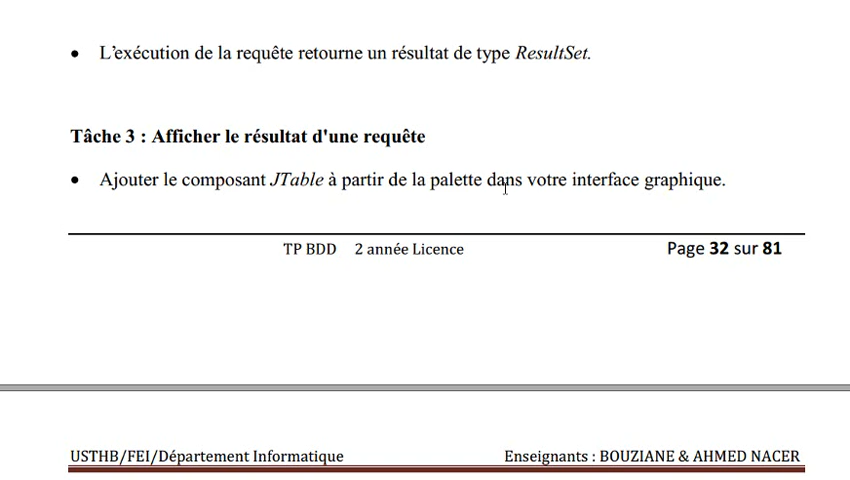 • L'exécution de la requête retourne un résultat de type ResultSet.
Tâche 3 : Afficher le résultat d'une requête
• Ajouter le composant JTable à partir de la palette dans votre interface graphique.
TP BDD 2 année Licence Page 32 sur 81
USTHB/FEI/Département Informatique Enseignants : BOUZIANE & AHMED NACER